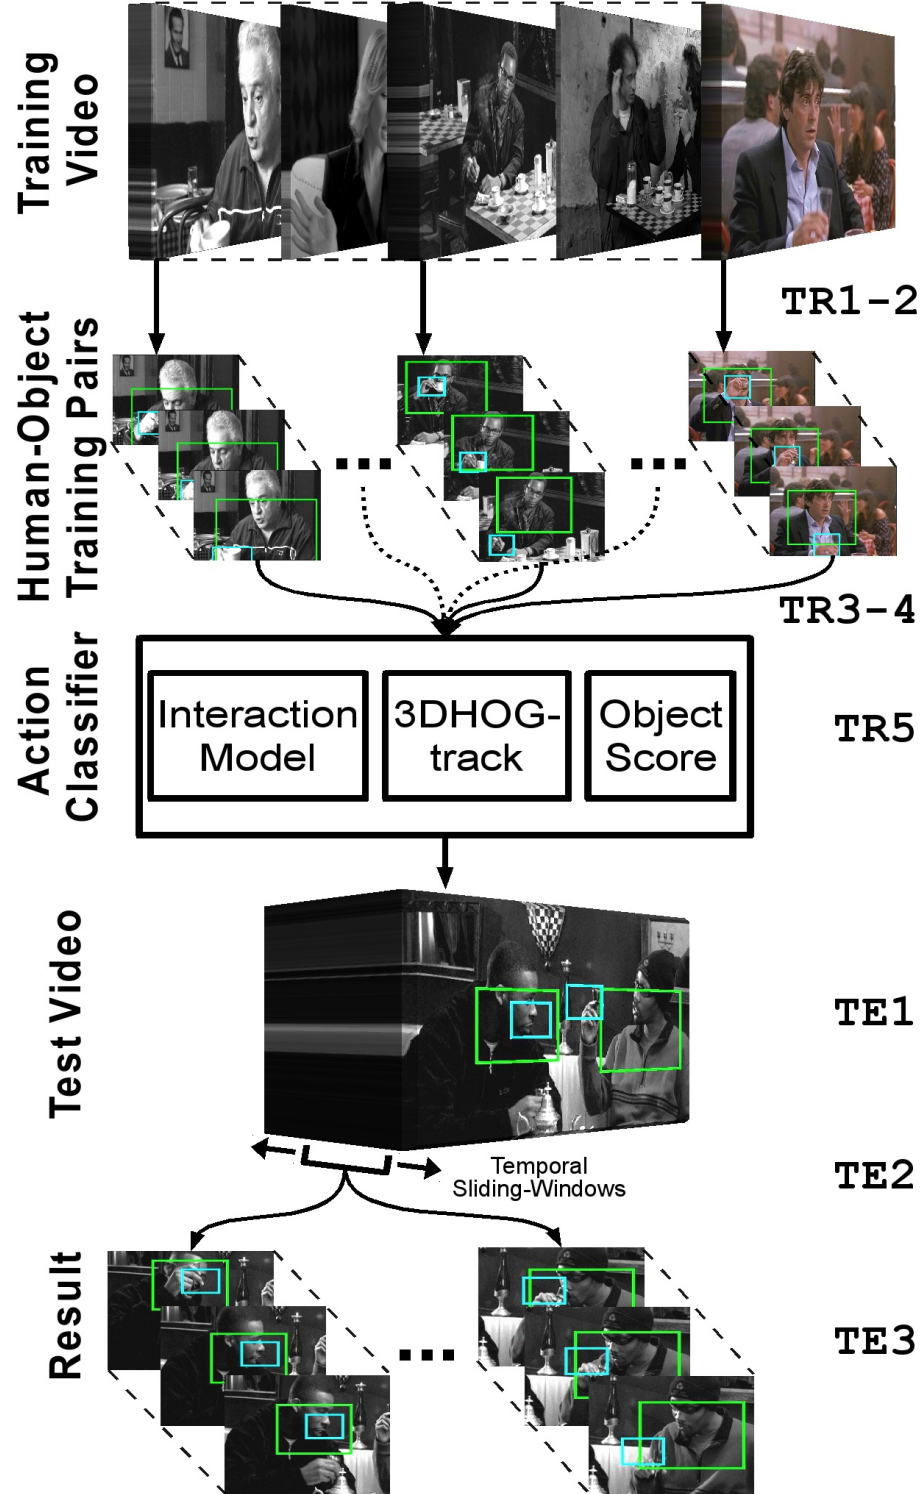 Training
Video
TR1-2
Human-Object
Training Pairs
TR3-4
Action
Classifier
Interaction
Model
3DHOG-
track
Object
Score
TR5
Test Video
TE1
Temporal
Sliding-Windows
TE2
Result
TE3